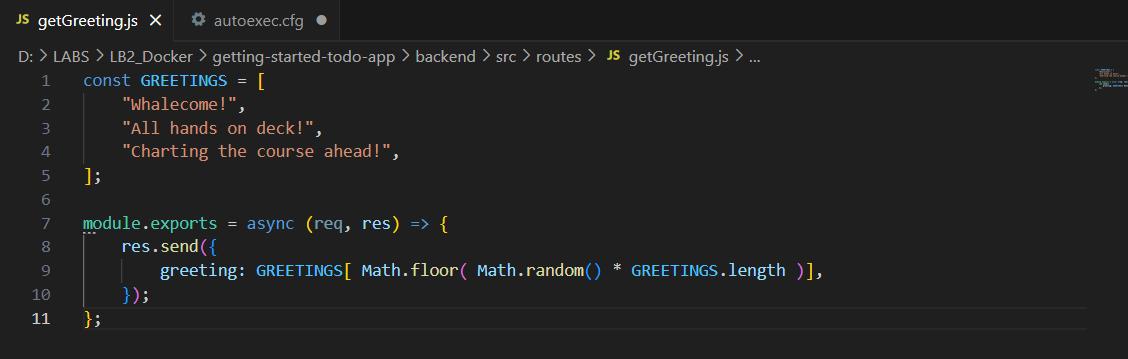 JS getGreeting.js ×
autoexec.cfg ●
D: > LABS > LB2_Docker > getting-started-todo-app > backend > src > routes > JS getGreeting.js > ...
1 const GREETINGS = [
2     "Whalecome!",
3     "All hands on deck!",
4     "Charting the course ahead!",
5 ];
6
7 module.exports = async (req, res) => {
8     res.send({
9         greeting: GREETINGS[ Math.floor( Math.random() * GREETINGS.length )],
10     });
11 };